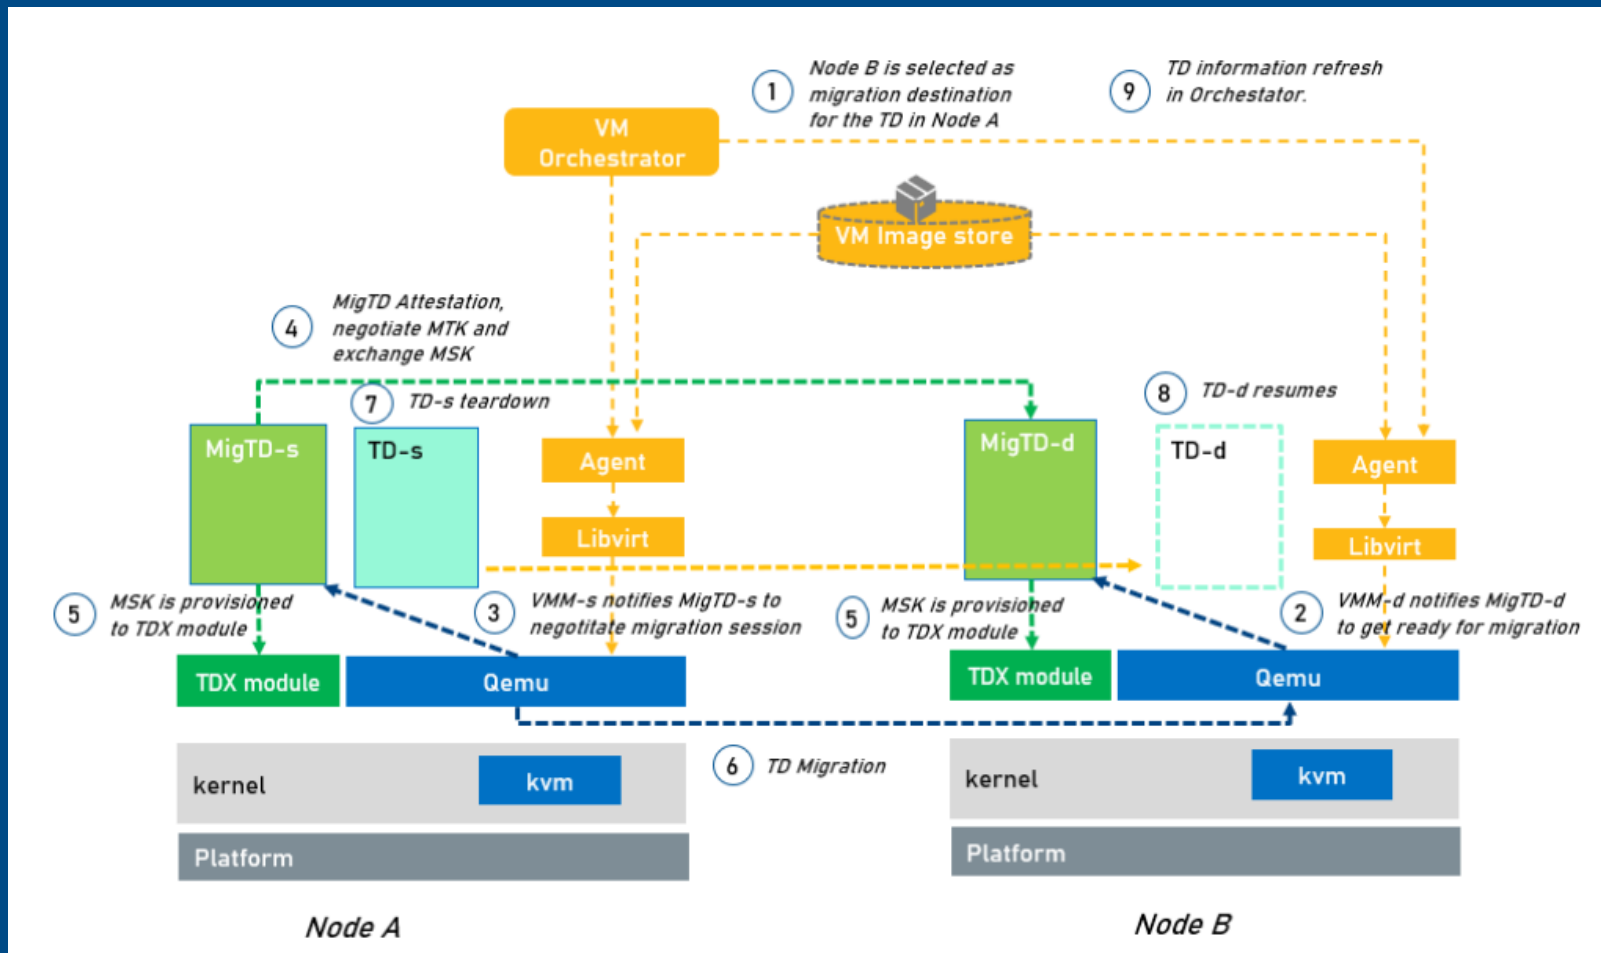 1
Node B is selected as
migration destination
for the TD in Node A
9
TD information refresh
in Orchestator.
VM
Orchestrator
VM Image store
4
MigTD Attestation,
negotiate MTK and
exchange MSK
7
TD-s teardown
8
TD-d resumes
MigTD-s
TD-s
Agent
Libvirt
MigTD-d
TD-d
Agent
Libvirt
5
MSK is provisioned
to TDX module
3
VMM-s notifies MigTD-s to
negotitate migration session
5
MSK is provisioned
to TDX module
2
VMM-d notifies MigTD-d
to get ready for migration
TDX module
Qemu
TDX module
Qemu
6
TD Migration
kernel
kvm
kernel
kvm
Platform
Platform
Node A
Node B